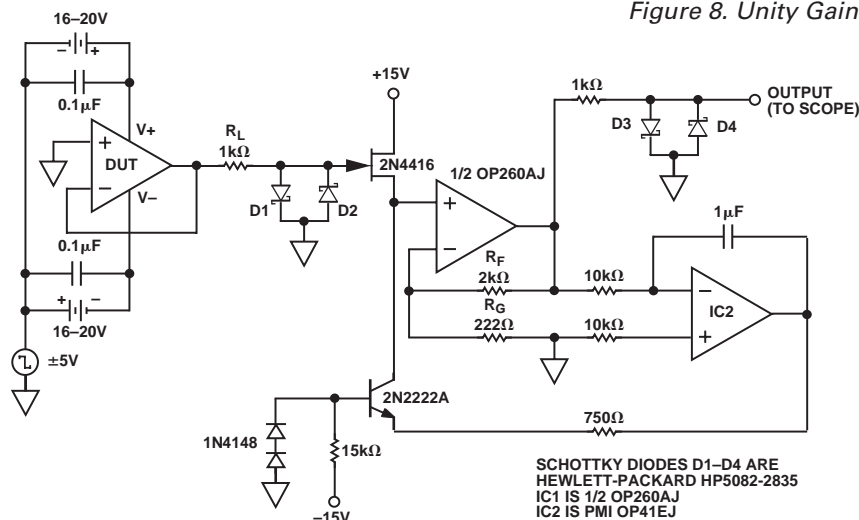 Figure 8. Unity Gain
16–20V
– +
0.1µF
V+
+
DUT
–
V–
0.1µF
+ –
16–20V
±5V
RL
1kΩ
D1
D2
+15V
2N4416
1/2 OP260AJ
+
–
RF
2kΩ
RG
222Ω
1kΩ
D3
D4
OUTPUT
(TO SCOPE)
1µF
10kΩ
10kΩ
–
IC2
+
2N2222A
750Ω
1N4148
15kΩ
–15V
SCHOTTKY DIODES D1–D4 ARE
HEWLETT-PACKARD HP5082-2835
IC1 IS 1/2 OP260AJ
IC2 IS PMI OP41EJ